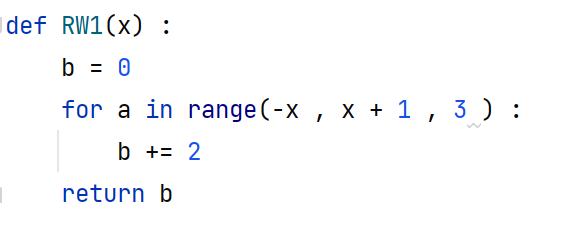 def RW1(x) :
    b = 0
    for a in range(-x , x + 1 , 3 ) :
        b += 2
    return b